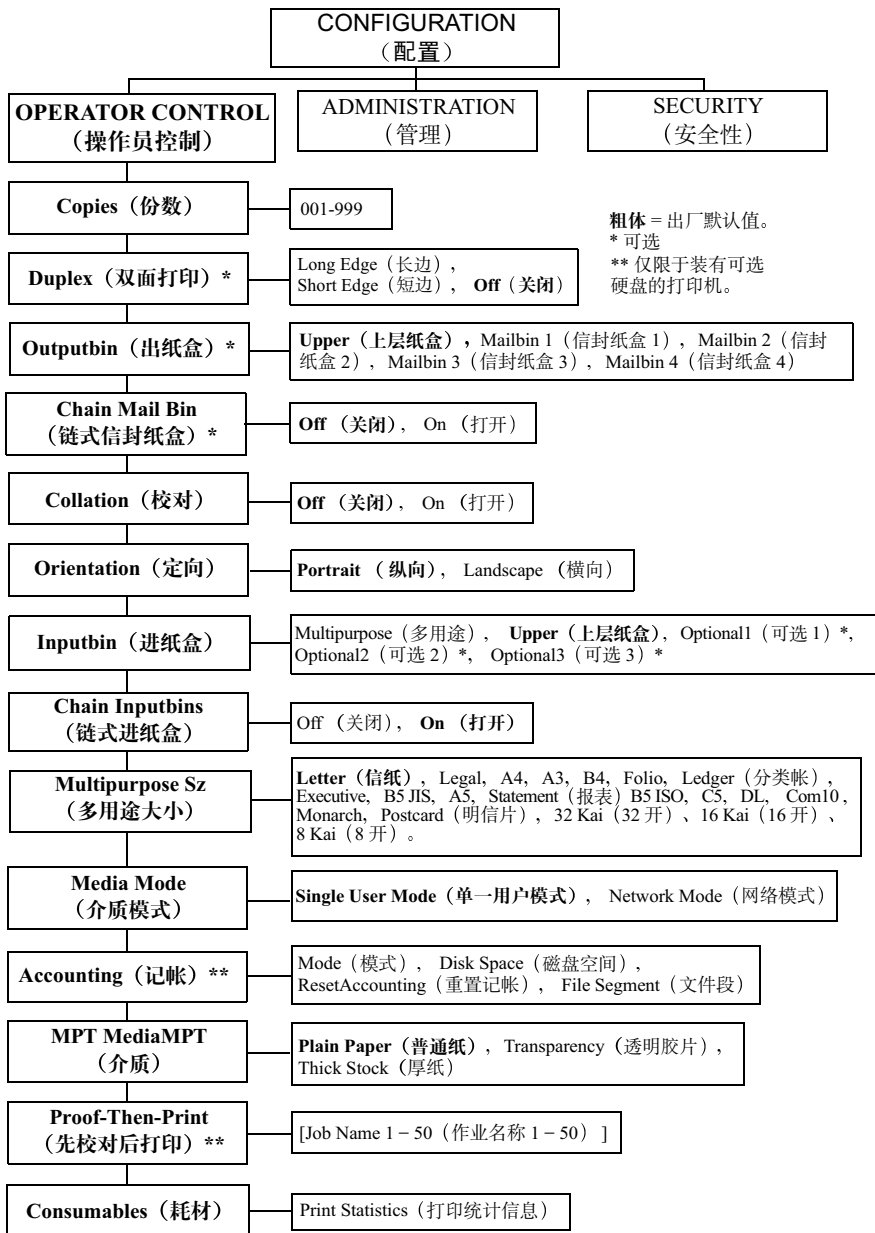 CONFIGURATION
（配置）
OPERATOR CONTROL
（操作员控制）
ADMINISTRATION
（管理）
SECURITY
（安全性）
Copies（份数）
001-999
粗体 = 出厂默认值。
* 可选
** 仅限于装有可选
硬盘的打印机。
Duplex（双面打印）*
Long Edge（长边），
Short Edge（短边）， Off（关闭）
Outputbin（出纸盒）*
Upper（上层纸盒），Mailbin 1（信封纸盒 1），Mailbin 2（信封
纸盒 2），Mailbin 3（信封纸盒 3），Mailbin 4（信封纸盒 4）
Chain Mail Bin
（链式信封纸盒）*
Off （关闭）， On （打开）
Collation（校对）
Off （关闭）， On （打开）
Orientation（定向）
Portrait （ 纵向）， Landscape （横向）
Inputbin（进纸盒）
Multipurpose（多用途）， Upper（上层纸盒），Optional1（可选 1）*，
Optional2（可选 2）*， Optional3（可选 3）*
Chain Inputbins
（链式进纸盒）
Off （关闭）， On （打开）
Multipurpose Sz
（多用途大小）
Letter（信纸），Legal，A4，A3，B4，Folio，Ledger（分类帐），
Executive，B5 JIS，A5，Statement（报表）B5 ISO，C5，DL，Com10，
Monarch，Postcard（明信片），32 Kai（32 开）、16 Kai（16 开）、
8 Kai（8 开）。
Media Mode
（介质模式）
Single User Mode（单一用户模式）， Network Mode（网络模式）
Accounting（记帐）**
Mode（模式）， Disk Space（磁盘空间），
ResetAccounting（重置记帐）， File Segment（文件段）
MPT MediaMPT
（介质）
Plain Paper（普通纸），Transparency（透明胶片），
Thick Stock（厚纸）
Proof-Then-Print
（先校对后打印）**
[Job Name 1 – 50（作业名称 1 – 50） ]
Consumables（耗材）
Print Statistics（打印统计信息）